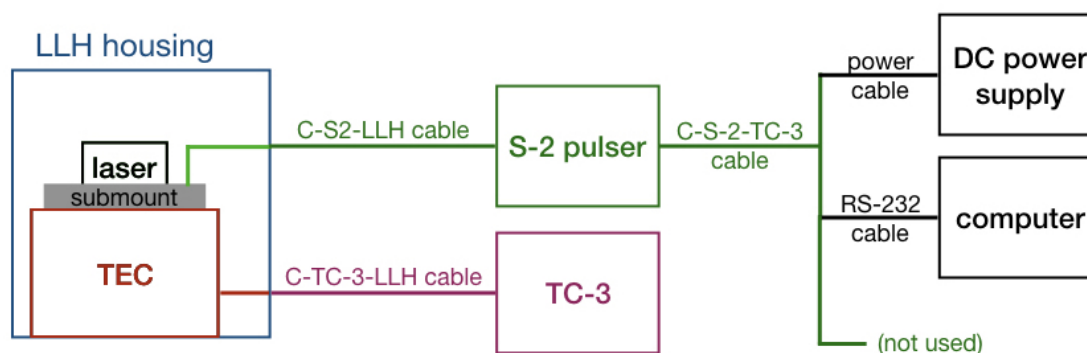 LLH housing
laser
submount
TEC
C-S2-LLH cable
C-TC-3-LLH cable
S-2 pulser
TC-3
C-S-2-TC-3
cable
power
cable
RS-232
cable
(not used)
DC power
supply
computer